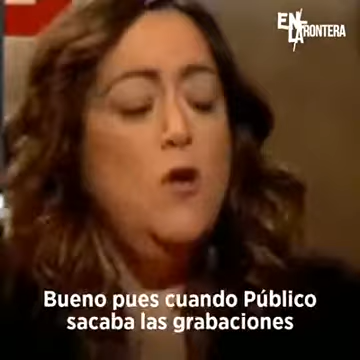 EN
LA FRONTERA
Bueno pues cuando Público
sacaba las grabaciones